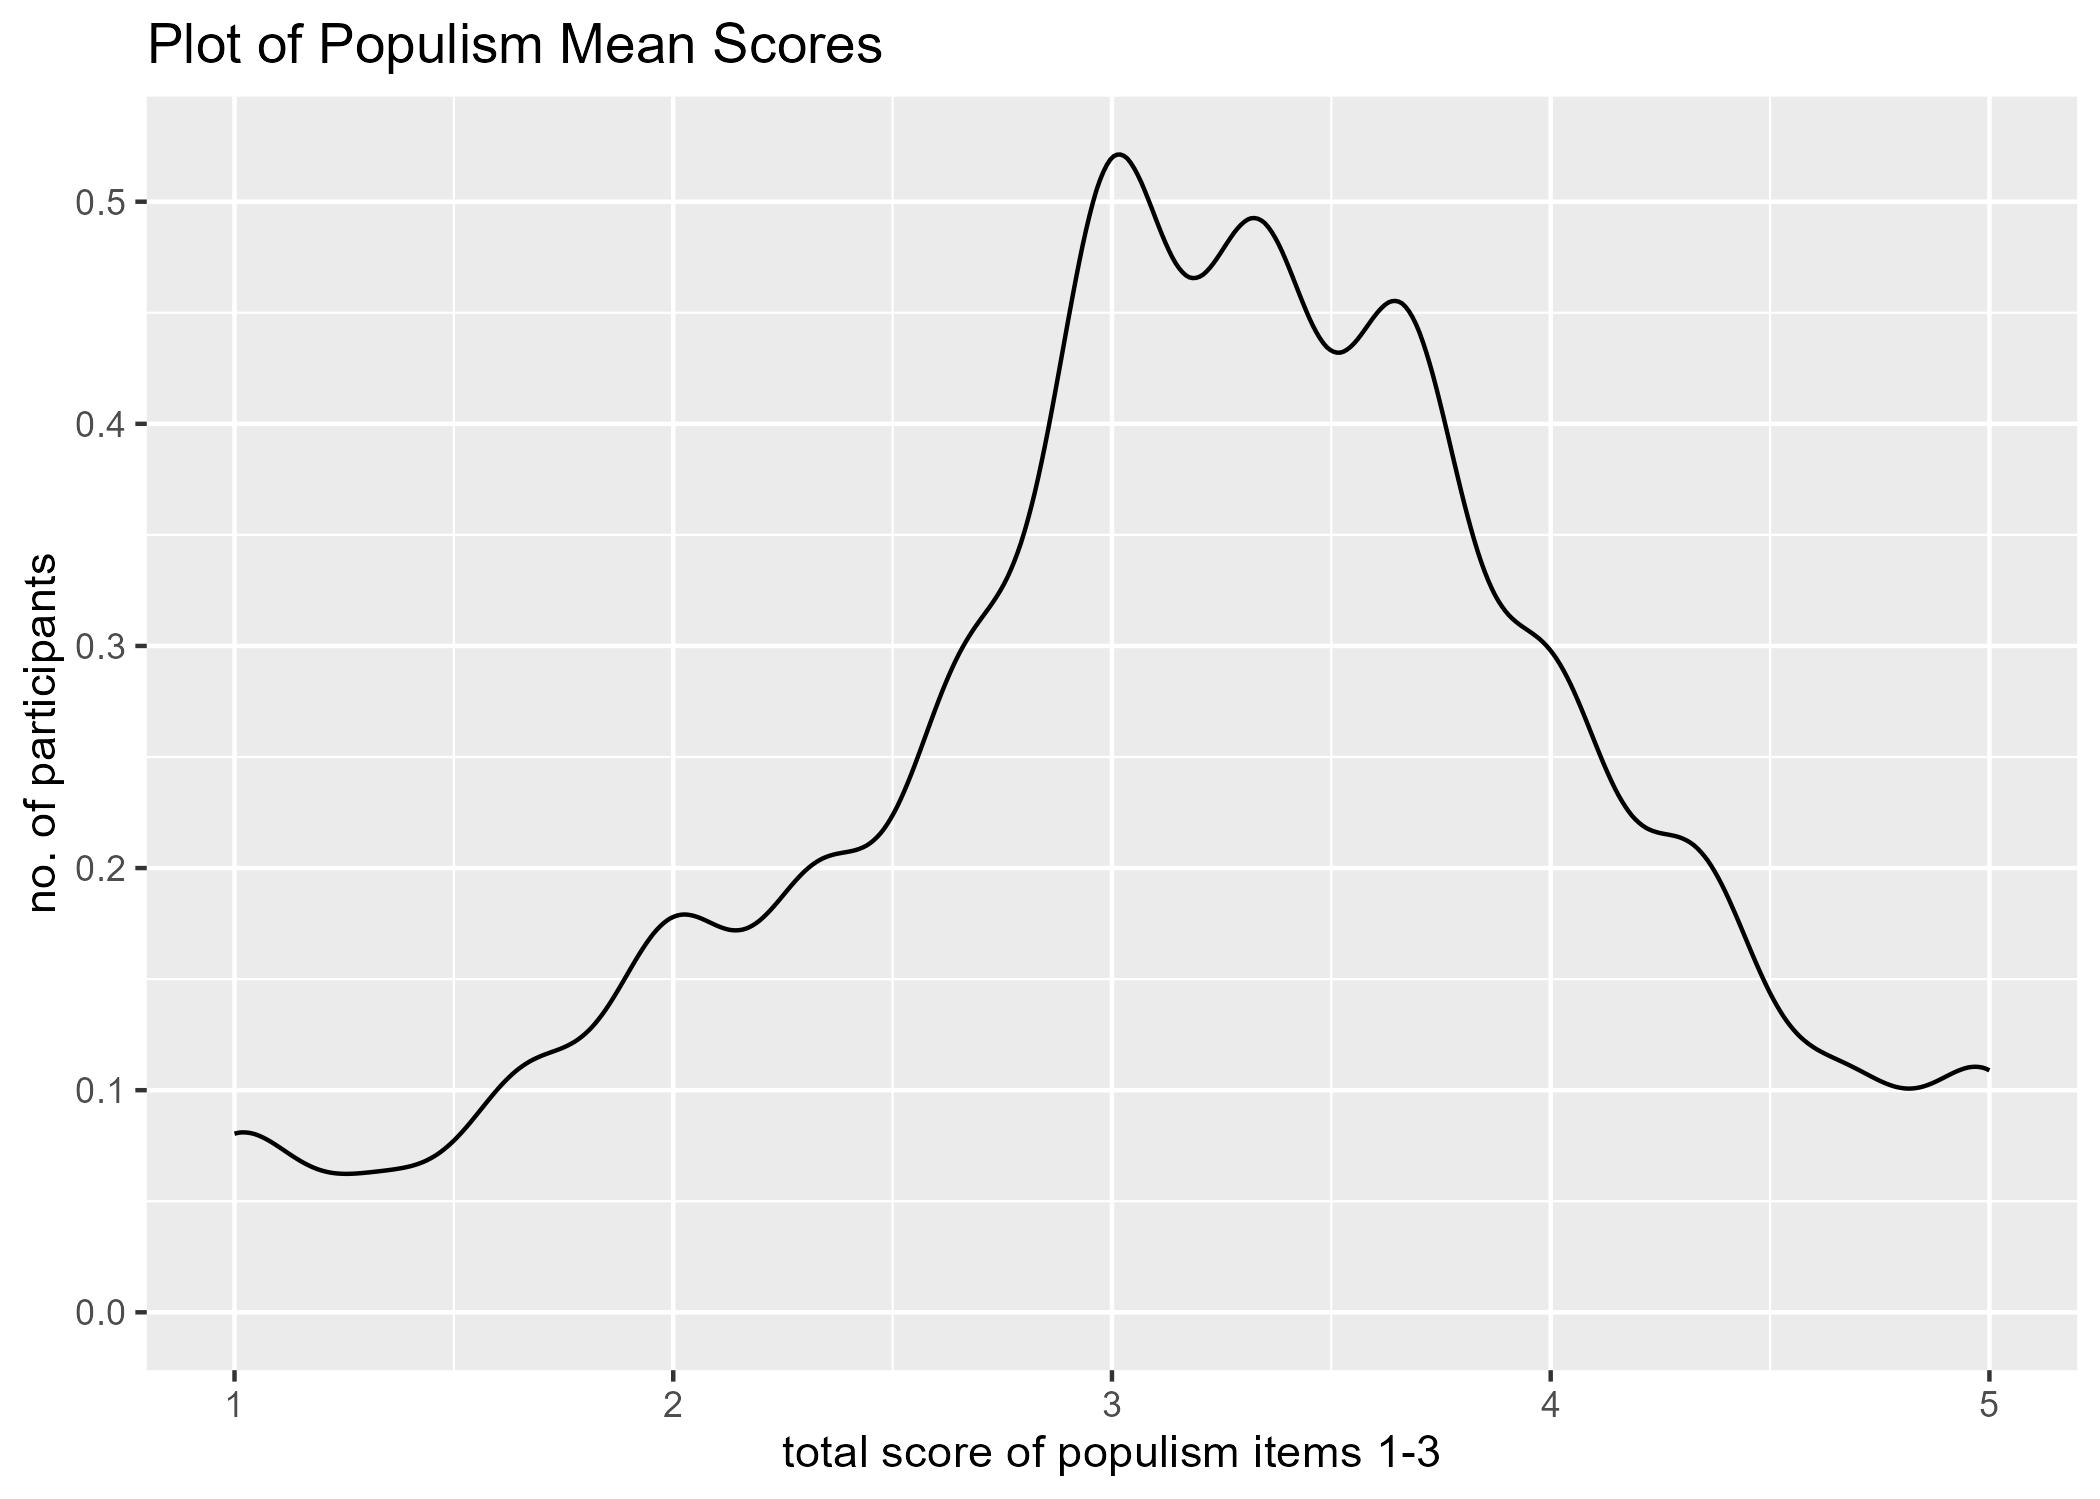 Plot of Populism Mean Scores
no. of participants
0.5
0.4
0.3
0.2
0.1
0.0
1 2 3 4 5
total score of populism items 1-3